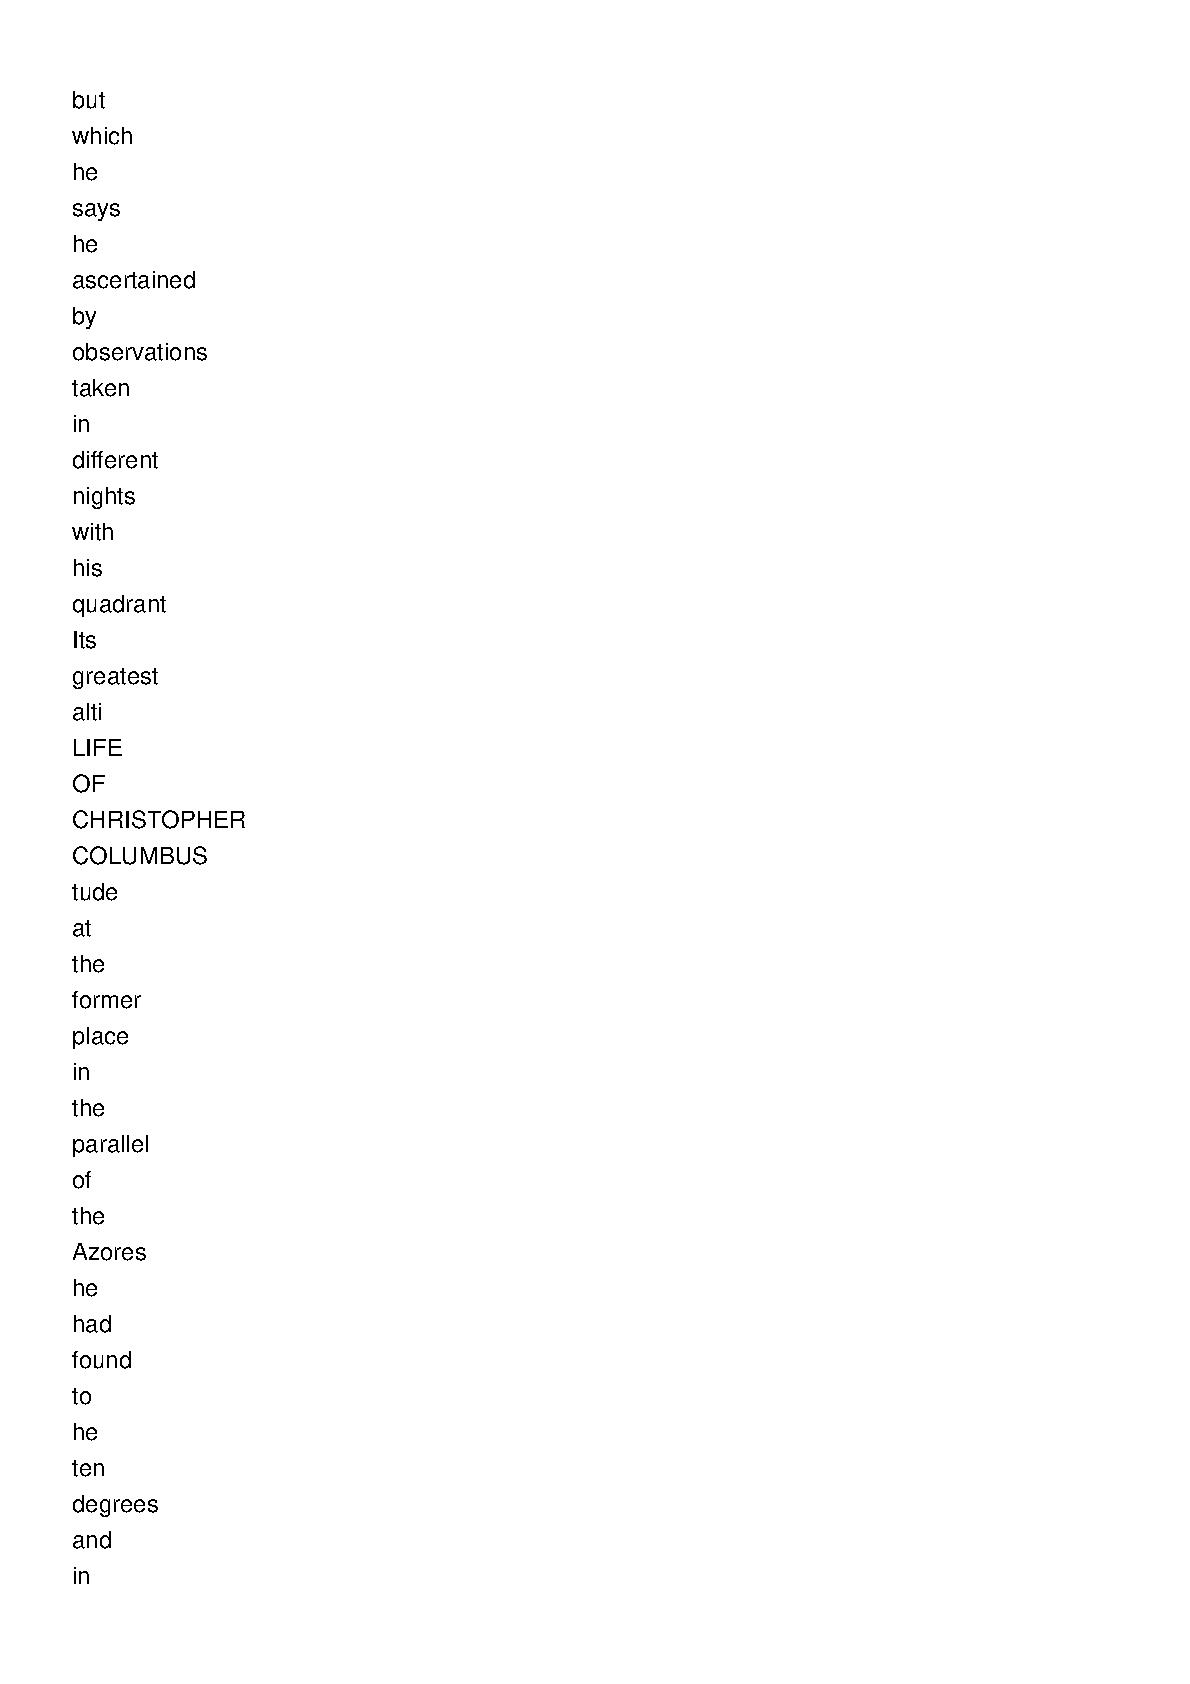 but
which
he
says
he
ascertained
by
observations
taken
in
different
nights
with
his
quadrant
Its
greatest
alti
LIFE
OF
CHRISTOPHER
COLUMBUS
tude
at
the
former
place
in
the
parallel
of
the
Azores
he
had
found
to
he
ten
degrees
and
in